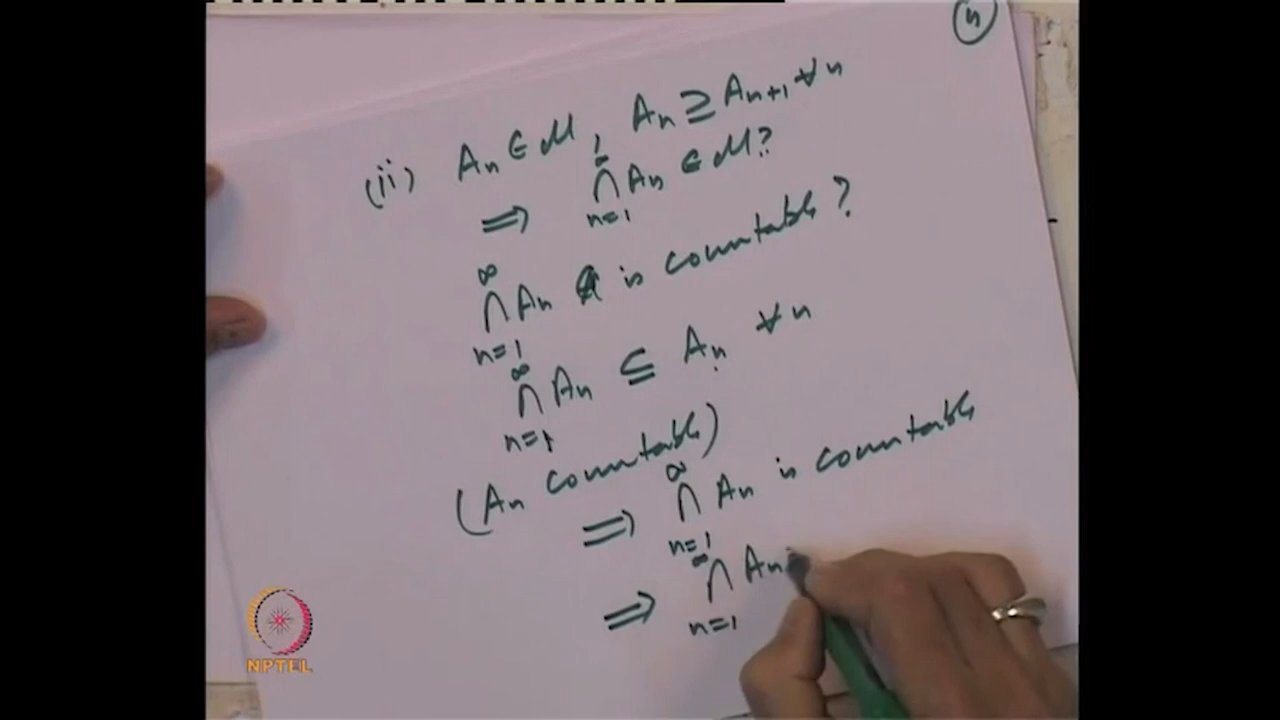 (4)
(ii) An ∈ M, An ⊇ An+1 ∀ n
⟹ ∞⋂n=1 An ∈ M?
∞⋂n=1 An is countable?
∞⋂n=1 An ⊆ An ∀ n
(An countable)
⟹ ∞⋂n=1 An is countable
⟹ ∞⋂n=1 An
NPTEL